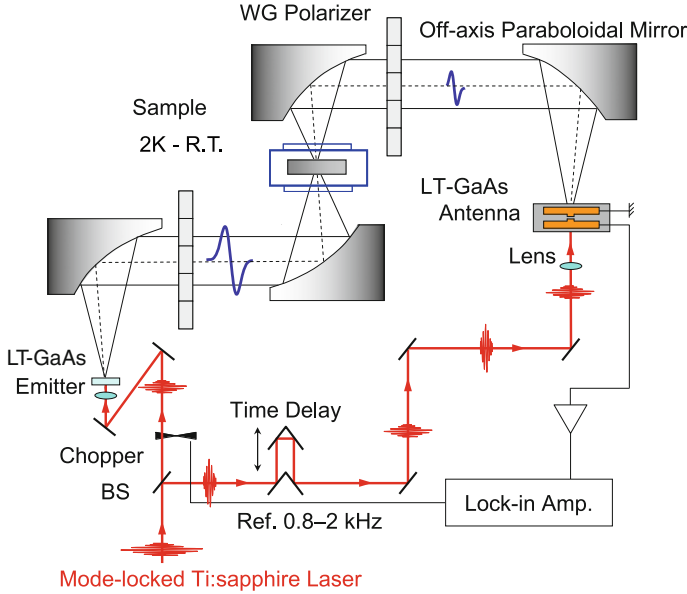 WG Polarizer
Off-axis Paraboloidal Mirror
Sample
2K - R.T.
LT-GaAs
Antenna
Lens
LT-GaAs
Emitter
Time Delay
Chopper
BS
Ref. 0.8–2 kHz
Lock-in Amp.
Mode-locked Ti:sapphire Laser